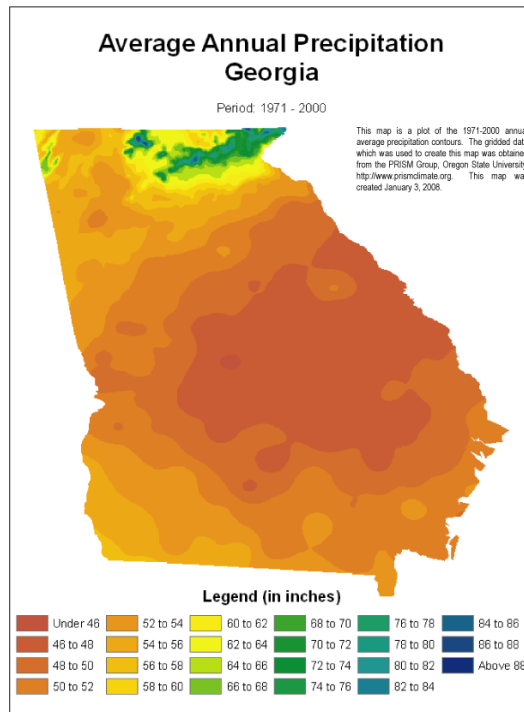 Average Annual Precipitation
Georgia
Period: 1971 - 2000
This map is a plot of the 1971-2000 annua
average precipitation contours. The gridded dat
which was used to create this map was obtaine
from the PRISM Group, Oregon State University
http://www.prismclimate.org. This map wa
created January 3, 2008.
Legend (in inches)
Under 46
46 to 48
48 to 50
50 to 52
52 to 54
54 to 56
56 to 58
58 to 60
60 to 62
62 to 64
64 to 66
66 to 68
68 to 70
70 to 72
72 to 74
74 to 76
76 to 78
78 to 80
80 to 82
82 to 84
84 to 86
86 to 88
Above 88